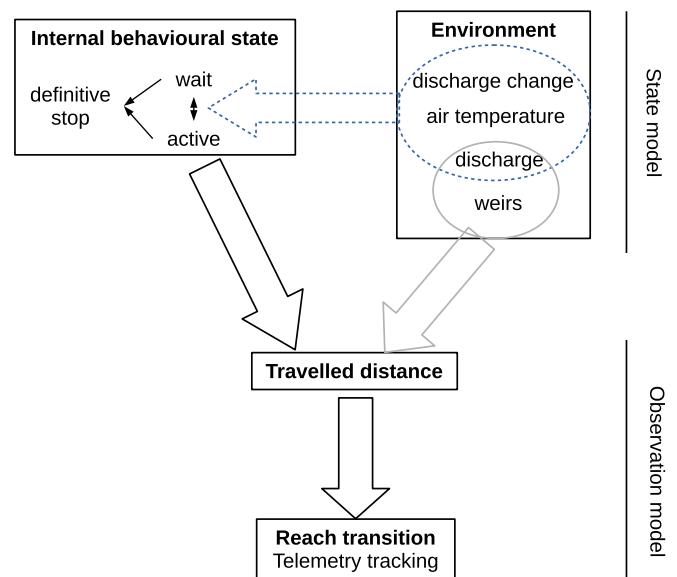 Internal behavioural state
definitive
stop
wait
active
Environment
discharge change
air temperature
discharge
weirs
State model
Travelled distance
Observation model
Reach transition
Telemetry tracking